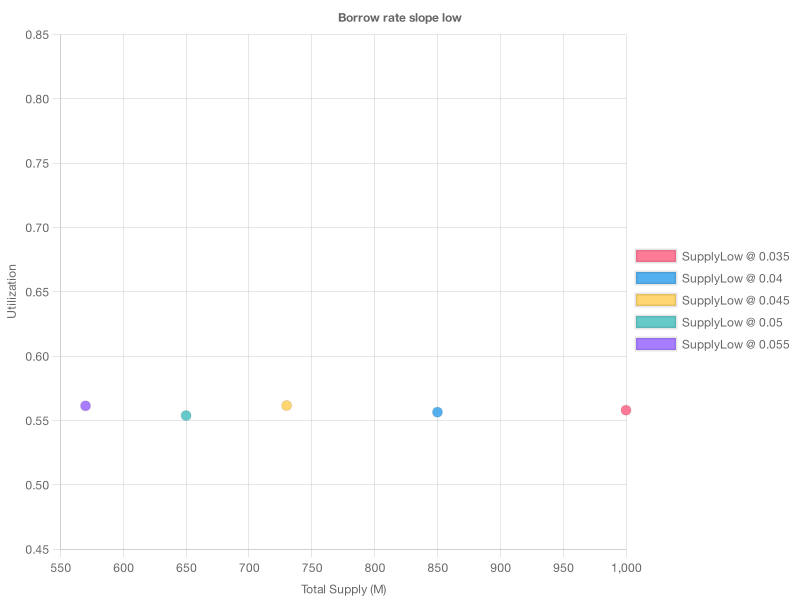 Borrow rate slope low
0.85
0.80
0.75
0.70
0.65
0.60
0.55
0.50
0.45
Utilization
550 600 650 700 750 800 850 900 950 1,000
Total Supply (M)
SupplyLow @ 0.035
SupplyLow @ 0.04
SupplyLow @ 0.045
SupplyLow @ 0.05
SupplyLow @ 0.055